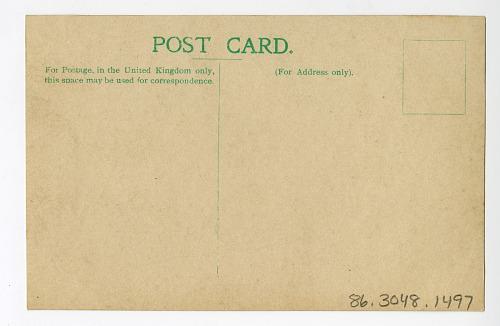 POST CARD.
For Postage, in the United Kingdom only,
this space may be used for correspondence.
(For Address only).
86.3048.1497